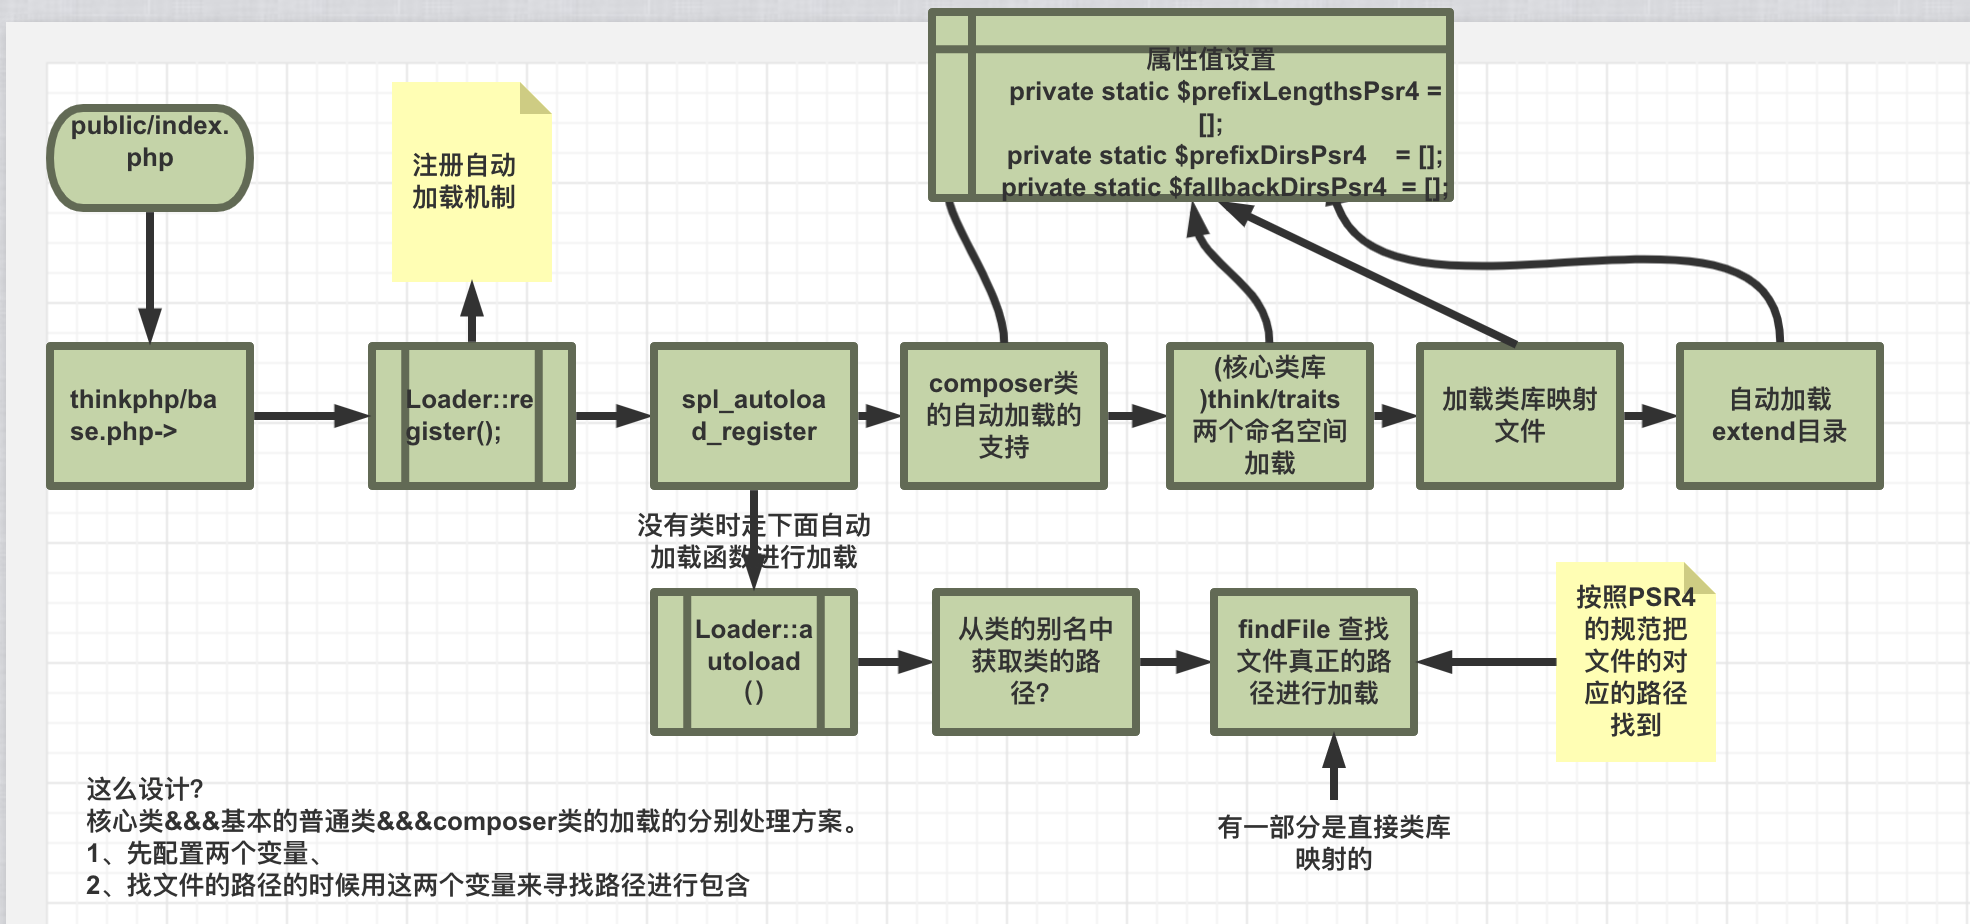 public/index.
php
注册自动
加载机制
属性值设置
private static $prefixLengthsPsr4 =
[];
private static $prefixDirsPsr4    = [];
private static $fallbackDirsPsr4  = [];
thinkphp/ba
se.php->
Loader::re
gister();
spl_autoloa
d_register
composer类
的自动加载的
支持
(核心类库
)think/traits
两个命名空间
加载
加载类库映射
文件
自动加载
extend目录
没有类时走下面自动
加载函数进行加载
Loader::a
utoload
()
从类的别名中
获取类的路
径?
findFile 查找
文件真正的路
径进行加载
按照PSR4
的规范把
文件的对
应的路径
找到
有一部分是直接类库
映射的
这么设计?
核心类&&&基本的普通类&&&composer类的加载的分别处理方案。
1、先配置两个变量、
2、找文件的路径的时候用这两个变量来寻找路径进行包含